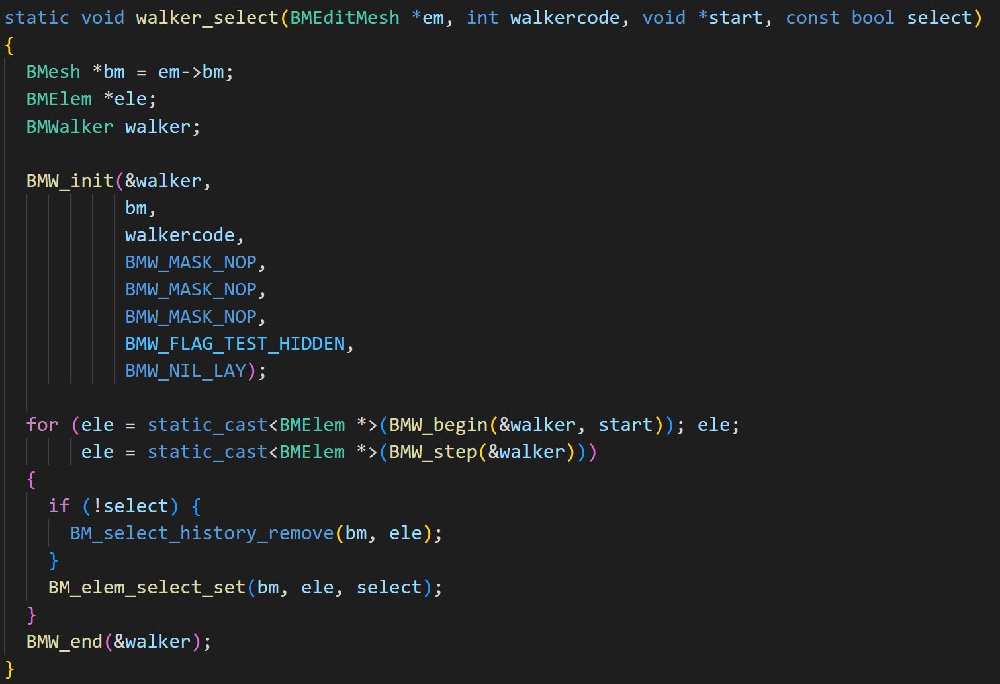 static void walker_select(BMEditMesh *em, int walkercode, void *start, const bool select)
{
  BMesh *bm = em->bm;
  BMElem *ele;
  BMWalker walker;

  BMW_init(&walker,
           bm,
           walkercode,
           BMW_MASK_NOP,
           BMW_MASK_NOP,
           BMW_MASK_NOP,
           BMW_FLAG_TEST_HIDDEN,
           BMW_NIL_LAY);

  for (ele = static_cast<BMElem *>(BMW_begin(&walker, start)); ele;
       ele = static_cast<BMElem *>(BMW_step(&walker)))
  {
    if (!select) {
      BM_select_history_remove(bm, ele);
    }
    BM_elem_select_set(bm, ele, select);
  }
  BMW_end(&walker);
}